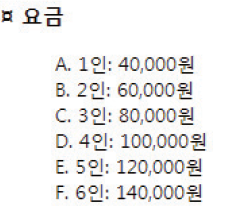 ¤ 요금
A. 1인: 40,000원
B. 2인: 60,000원
C. 3인: 80,000원
D. 4인: 100,000원
E. 5인: 120,000원
F. 6인: 140,000원